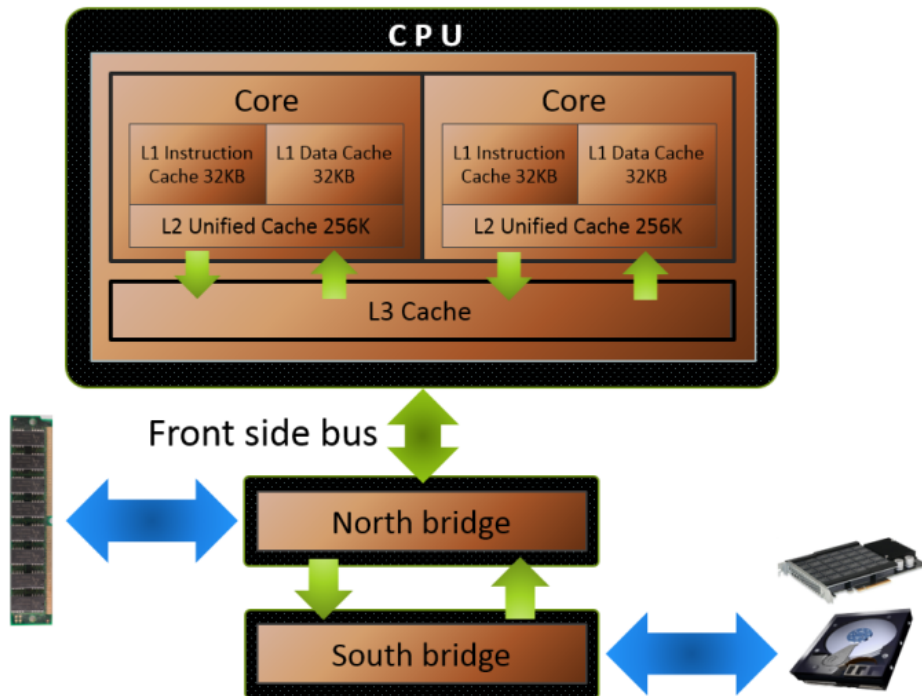 CPU
Core
Core
L1 Instruction
Cache 32KB
L1 Data Cache
32KB
L1 Instruction
Cache 32KB
L1 Data Cache
32KB
L2 Unified Cache 256K
L2 Unified Cache 256K
L3 Cache
Front side bus
North bridge
South bridge